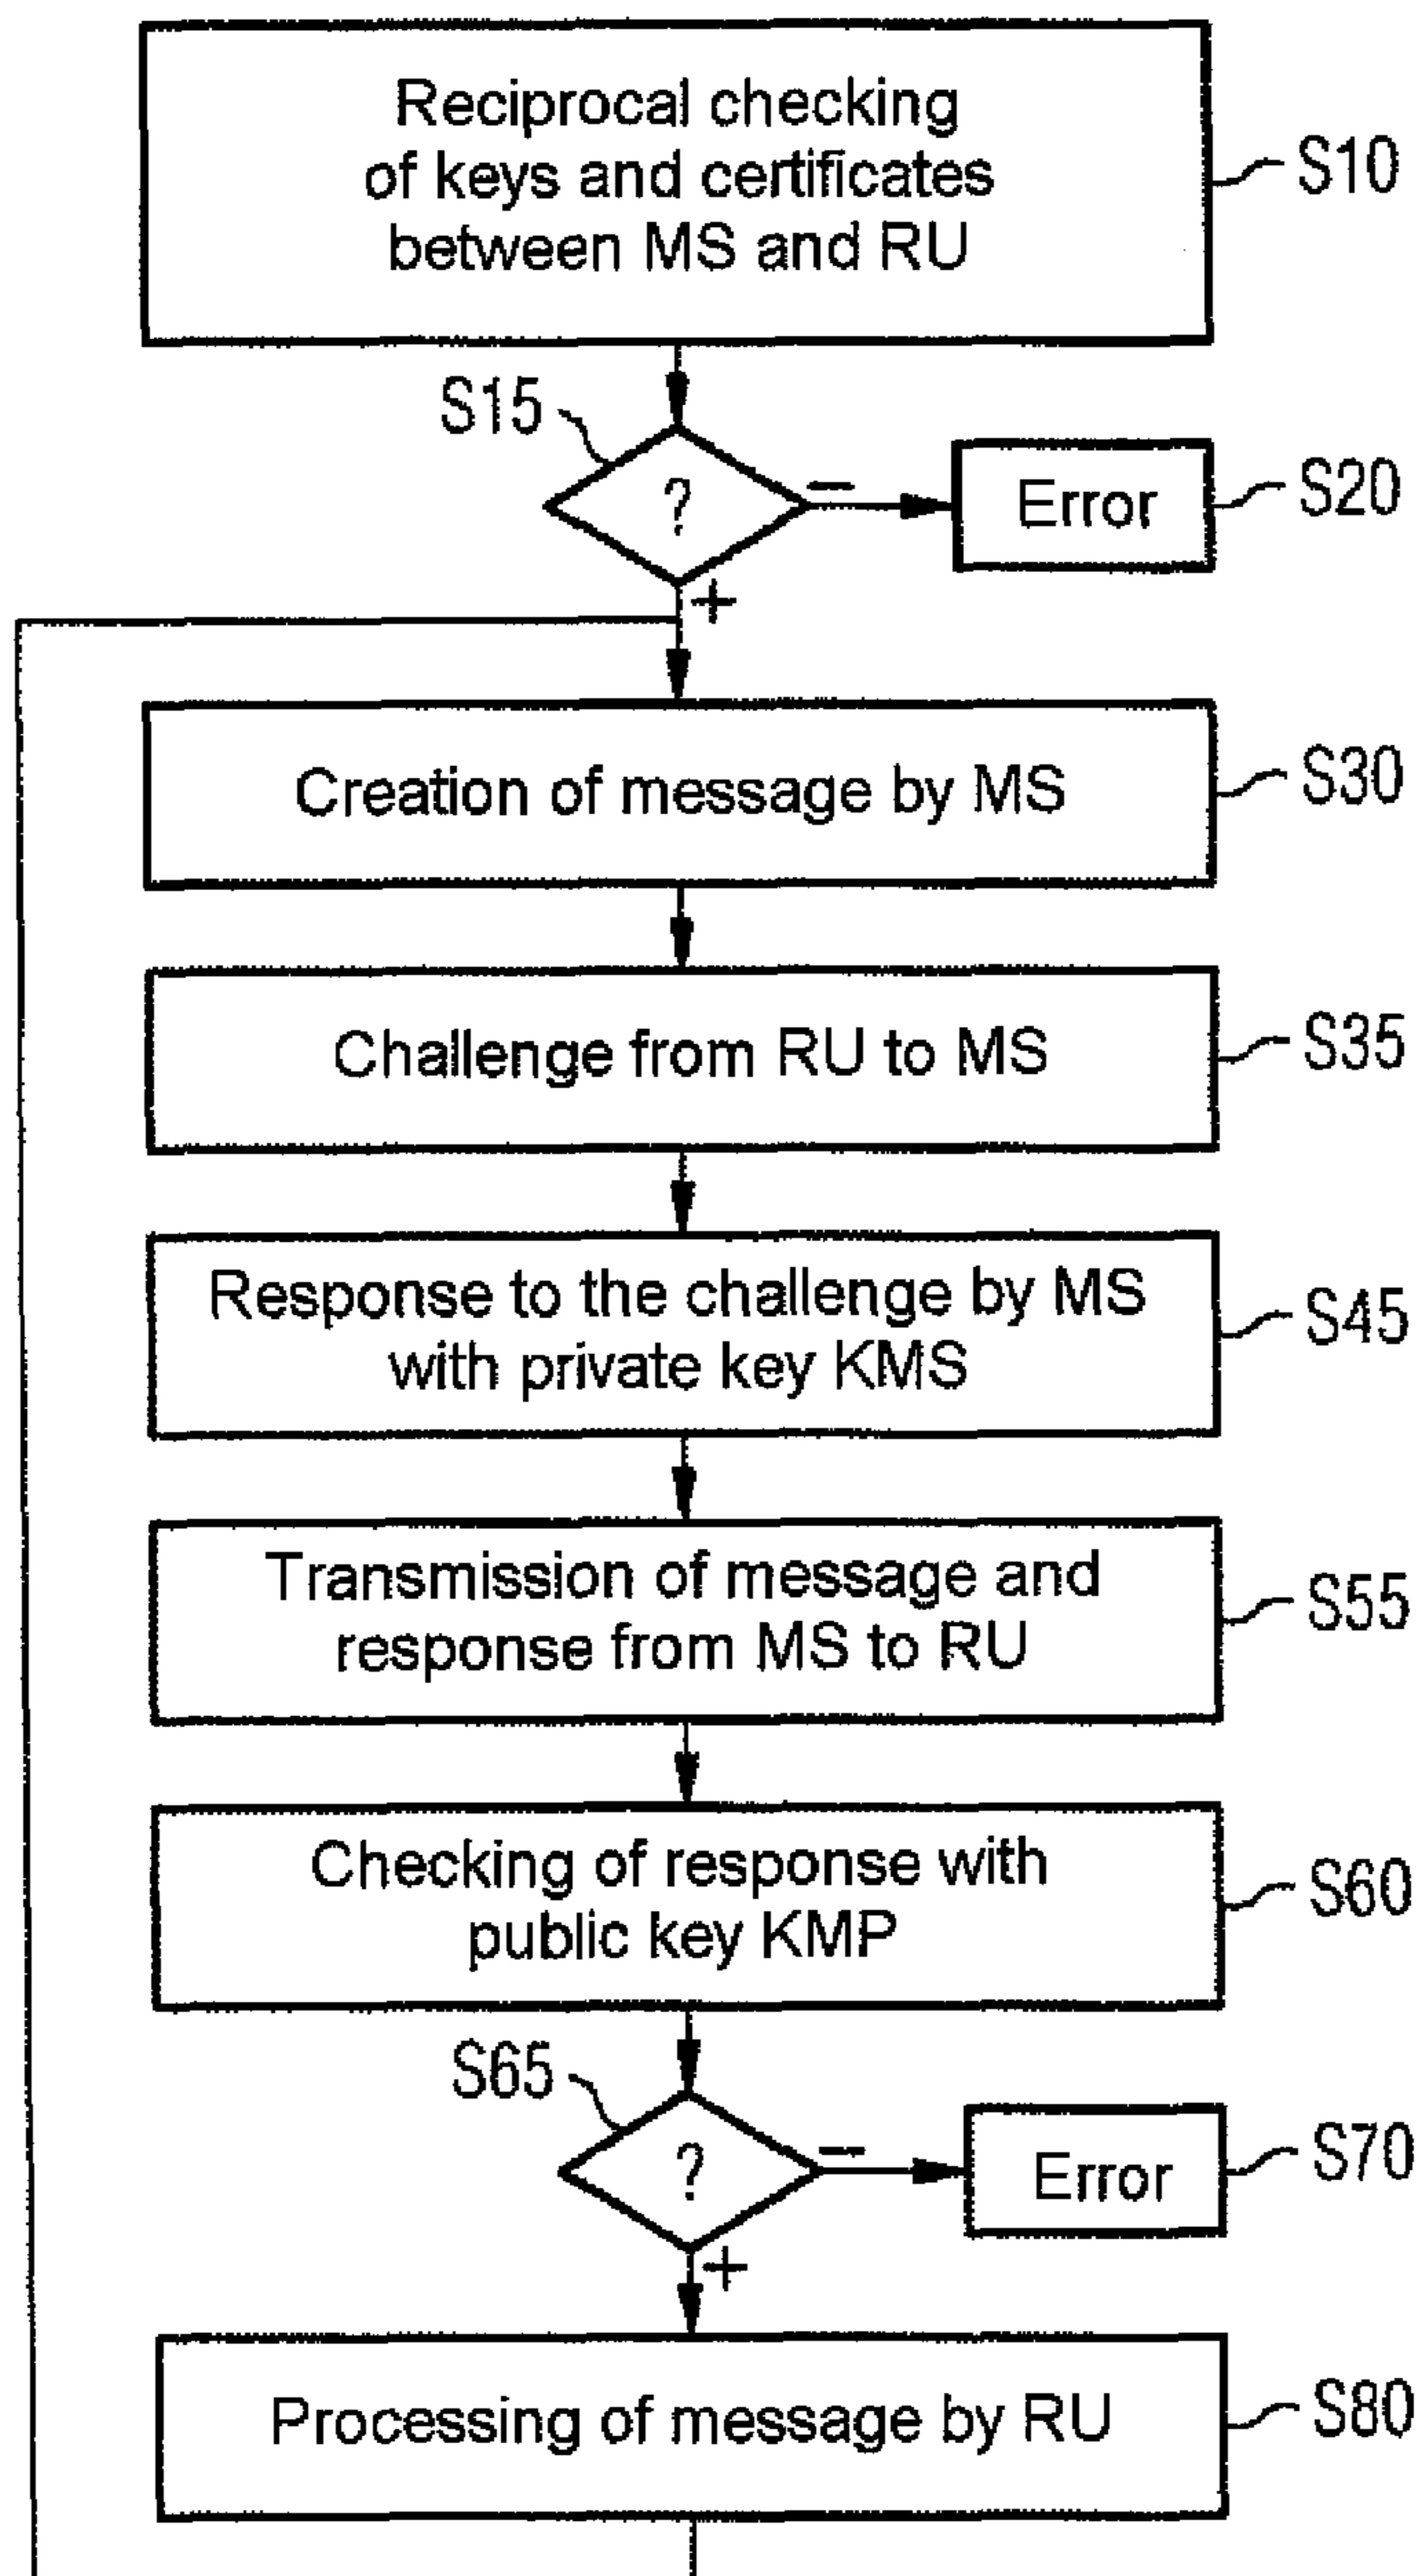 Reciprocal checking
of keys and certificates
between MS and RU
S10
S15
?
−
+
Error
S20
Creation of message by MS
S30
Challenge from RU to MS
S35
Response to the challenge by MS
with private key KMS
S45
Transmission of message and
response from MS to RU
S55
Checking of response with
public key KMP
S60
S65
?
−
+
Error
S70
Processing of message by RU
S80